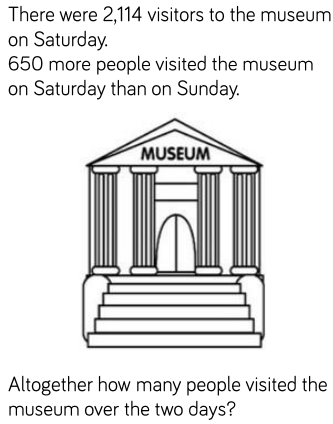 There were 2,114 visitors to the museum
on Saturday.
650 more people visited the museum
on Saturday than on Sunday.
MUSEUM
Altogether how many people visited the
museum over the two days?